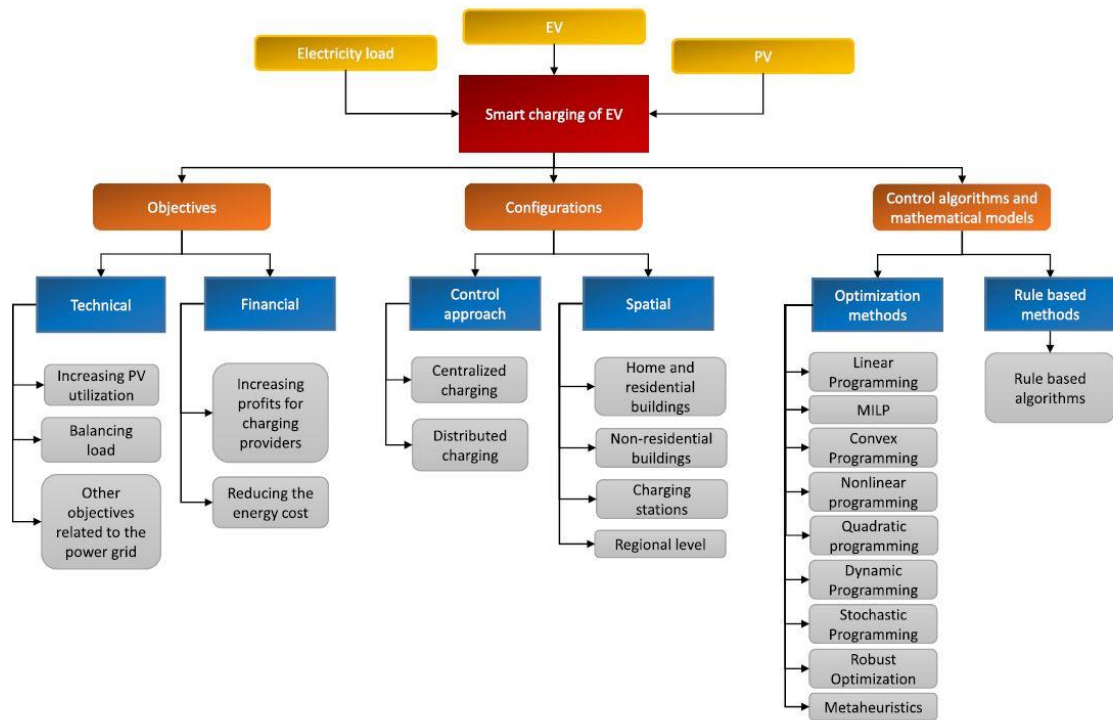 EV
Electricity load
PV
Smart charging of EV
Objectives
Configurations
Control algorithms and
mathematical models
Technical
Financial
Control
approach
Spatial
Optimization
methods
Rule based
methods
Increasing PV
utilization
Balancing
load
Other
objectives
related to the
power grid
Increasing
profits for
charging
providers
Reducing the
energy cost
Centralized
charging
Distributed
charging
Home and
residential
buildings
Non-residential
buildings
Charging
stations
Regional level
Linear
Programming
MILP
Convex
Programming
Nonlinear
programming
Quadratic
programming
Dynamic
Programming
Stochastic
Programming
Robust
Optimization
Metaheuristics
Rule based
algorithms